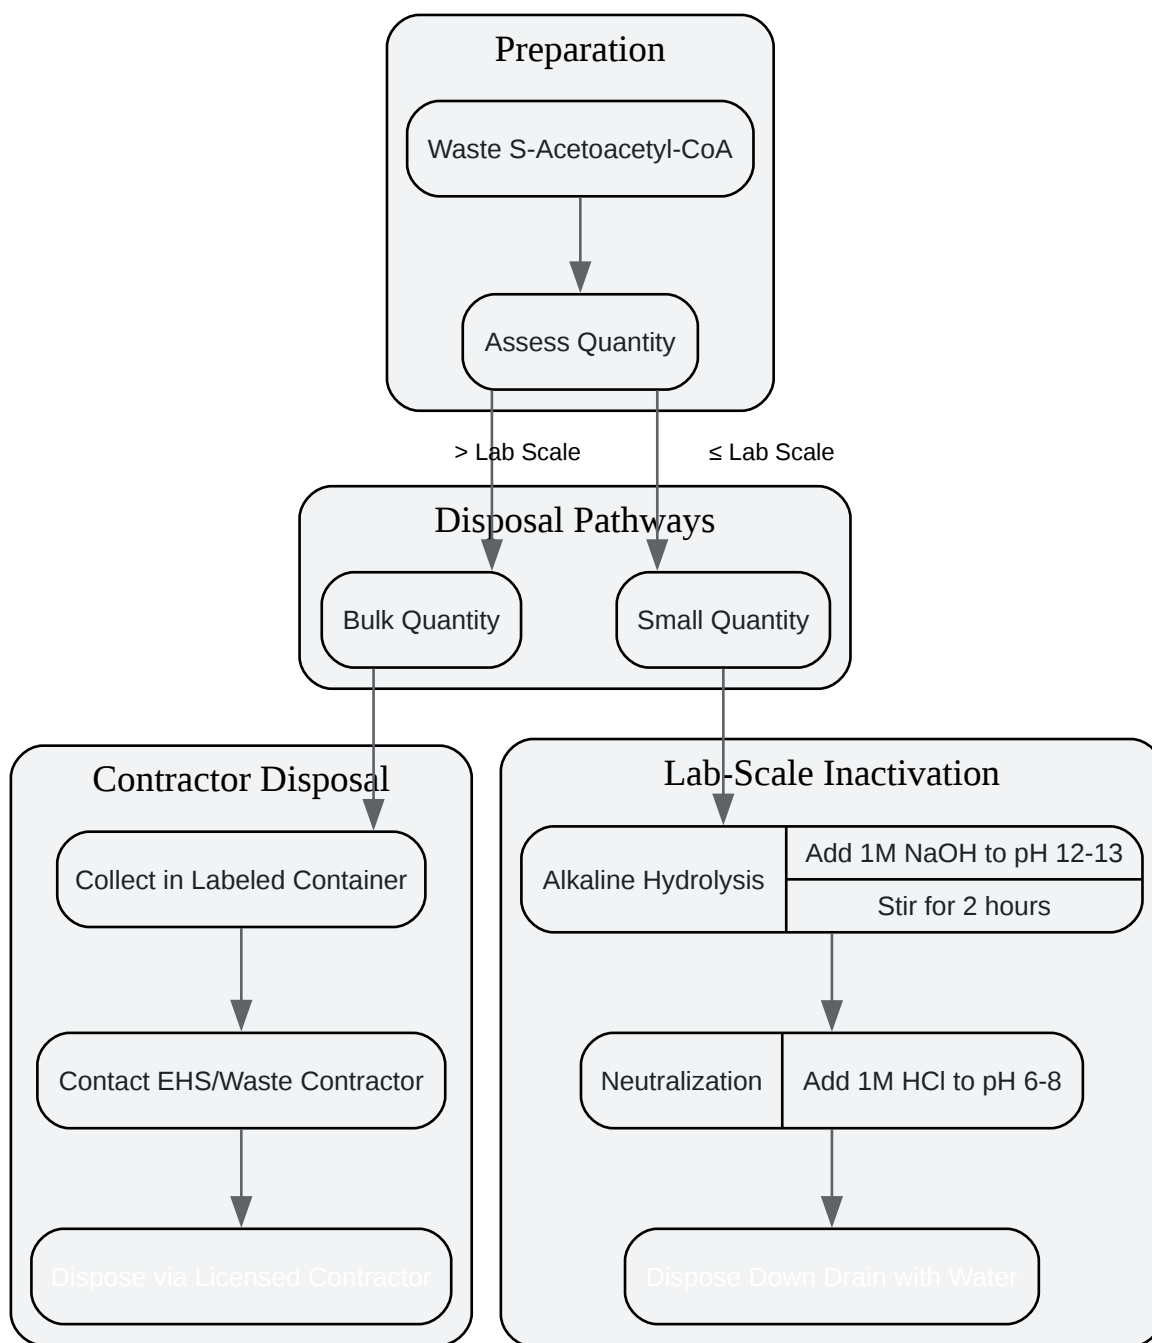 Preparation
Waste S-Acetoacetyl-CoA
Assess Quantity
> Lab Scale
≤ Lab Scale
Disposal Pathways
Bulk Quantity
Small Quantity
Contractor Disposal
Collect in Labeled Container
Contact EHS/Waste Contractor
Dispose via Licensed Contractor
Lab-Scale Inactivation
Alkaline Hydrolysis
Add 1M NaOH to pH 12-13
Stir for 2 hours
Neutralization
Add 1M HCl to pH 6-8
Dispose Down Drain with Water